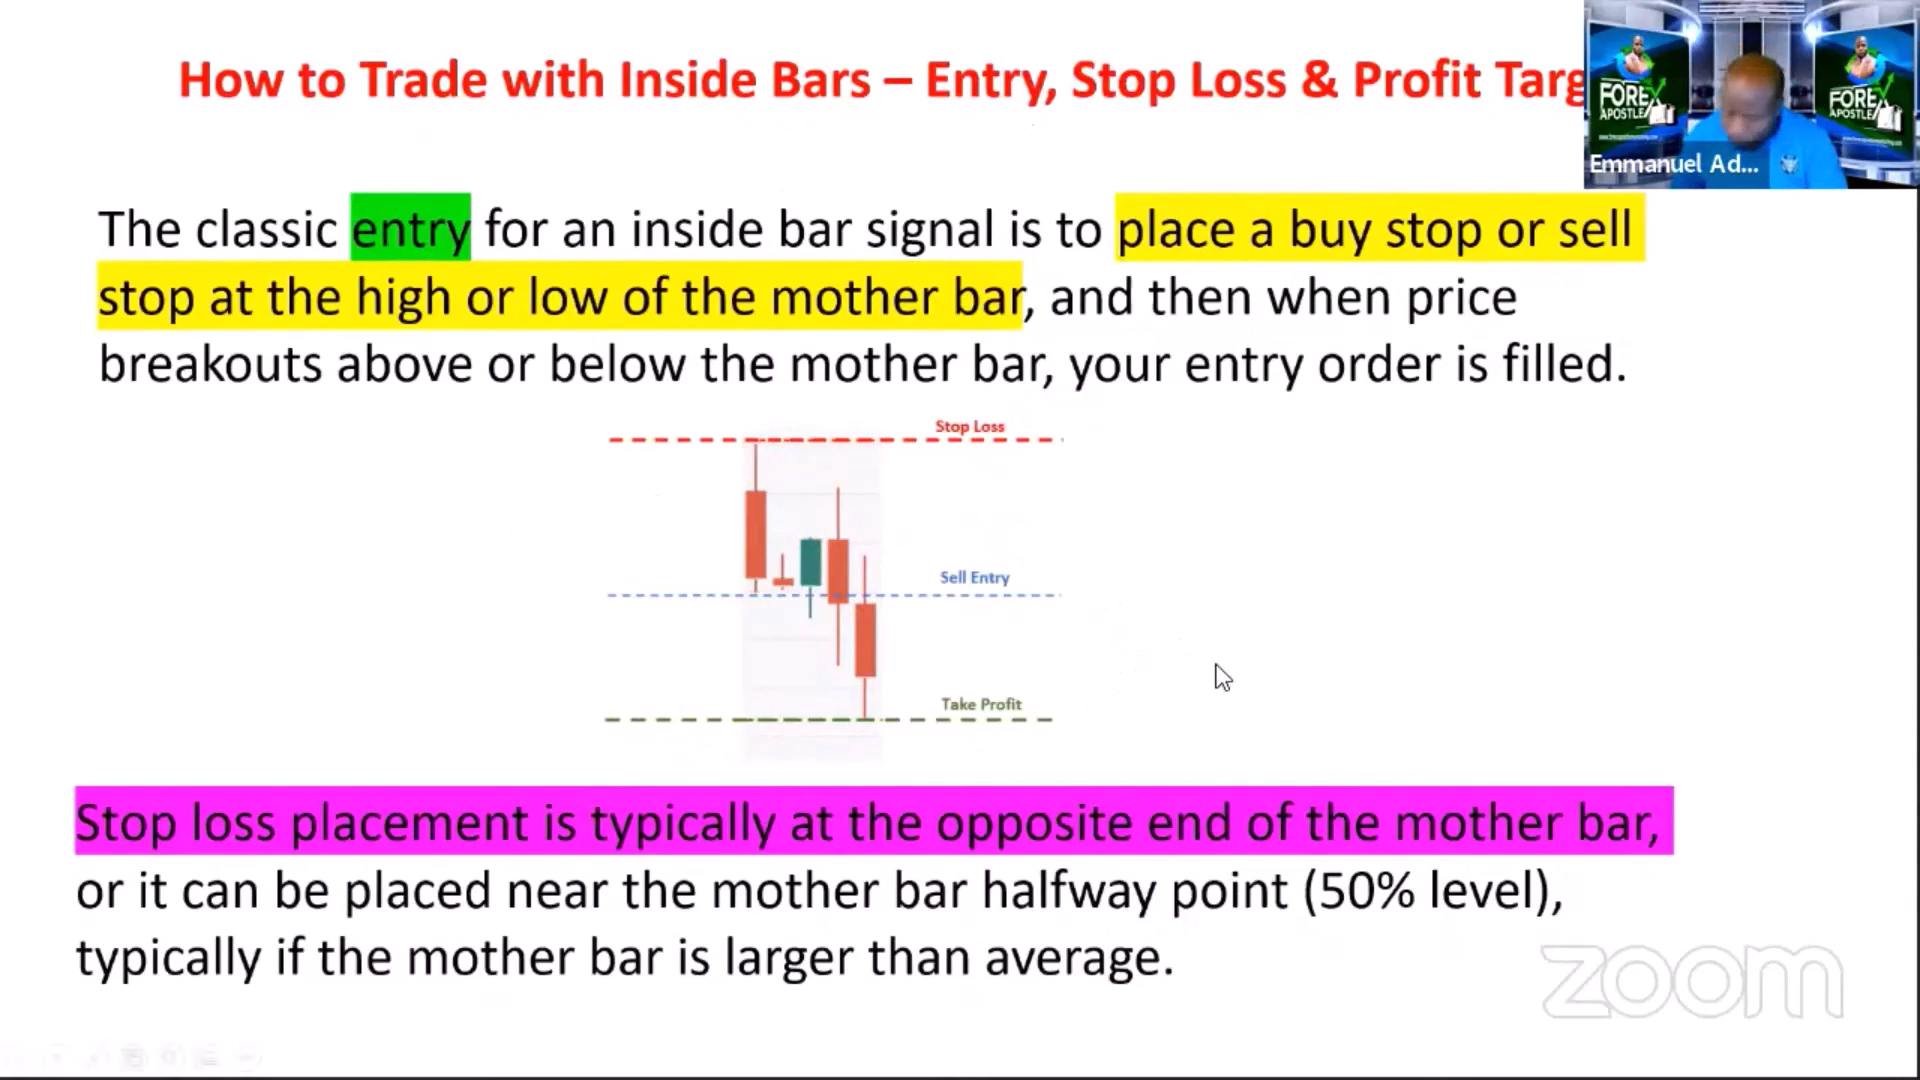 How to Trade with Inside Bars – Entry, Stop Loss & Profit Targ
FOREX
APOSTLE
FOREX
APOSTLE
Emmanuel Ad...
The classic entry for an inside bar signal is to place a buy stop or sell
stop at the high or low of the mother bar, and then when price
breakouts above or below the mother bar, your entry order is filled.
Stop Loss
Sell Entry
Take Profit
Stop loss placement is typically at the opposite end of the mother bar,
or it can be placed near the mother bar halfway point (50% level),
typically if the mother bar is larger than average.
zoom